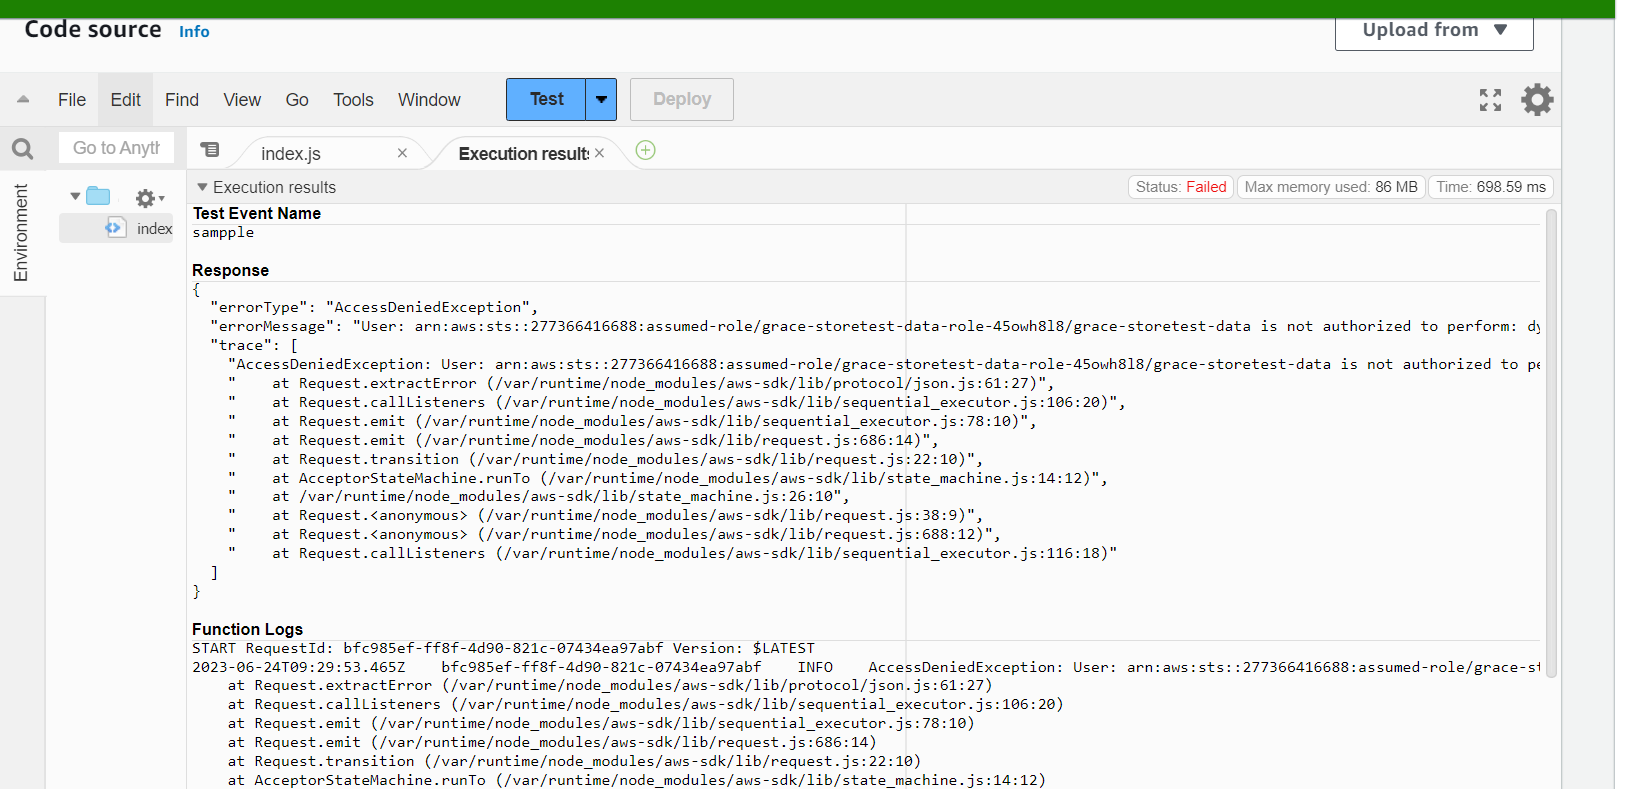 Code source Info
Upload from
File Edit Find View Go Tools Window Test Deploy
Go to Anyth
index.js
Execution results
Environment
Execution results
Status: Failed Max memory used: 86 MB Time: 698.59 ms
index
Test Event Name
sampple
Response
{
"errorType": "AccessDeniedException",
"errorMessage": "User: arn:aws:sts::277366416688:assumed-role/grace-storetest-data-role-45owh8l8/grace-storetest-data is not authorized to perform: dy
"trace": [
"AccessDeniedException: User: arn:aws:sts::277366416688:assumed-role/grace-storetest-data-role-45owh8l8/grace-storetest-data is not authorized to pe
"    at Request.extractError (/var/runtime/node_modules/aws-sdk/lib/protocol/json.js:61:27)",
"    at Request.callListeners (/var/runtime/node_modules/aws-sdk/lib/sequential_executor.js:106:20)",
"    at Request.emit (/var/runtime/node_modules/aws-sdk/lib/sequential_executor.js:78:10)",
"    at Request.emit (/var/runtime/node_modules/aws-sdk/lib/request.js:686:14)",
"    at Request.transition (/var/runtime/node_modules/aws-sdk/lib/request.js:22:10)",
"    at AcceptorStateMachine.runTo (/var/runtime/node_modules/aws-sdk/lib/state_machine.js:14:12)",
"    at /var/runtime/node_modules/aws-sdk/lib/state_machine.js:26:10",
"    at Request.<anonymous> (/var/runtime/node_modules/aws-sdk/lib/request.js:38:9)",
"    at Request.<anonymous> (/var/runtime/node_modules/aws-sdk/lib/request.js:688:12)",
"    at Request.callListeners (/var/runtime/node_modules/aws-sdk/lib/sequential_executor.js:116:18)"
]
}
Function Logs
START RequestId: bfc985ef-ff8f-4d90-821c-07434ea97abf Version: $LATEST
2023-06-24T09:29:53.465Z    bfc985ef-ff8f-4d90-821c-07434ea97abf    INFO    AccessDeniedException: User: arn:aws:sts::277366416688:assumed-role/grace-st
at Request.extractError (/var/runtime/node_modules/aws-sdk/lib/protocol/json.js:61:27)
at Request.callListeners (/var/runtime/node_modules/aws-sdk/lib/sequential_executor.js:106:20)
at Request.emit (/var/runtime/node_modules/aws-sdk/lib/sequential_executor.js:78:10)
at Request.emit (/var/runtime/node_modules/aws-sdk/lib/request.js:686:14)
at Request.transition (/var/runtime/node_modules/aws-sdk/lib/request.js:22:10)
at AcceptorStateMachine.runTo (/var/runtime/node_modules/aws-sdk/lib/state_machine.js:14:12)